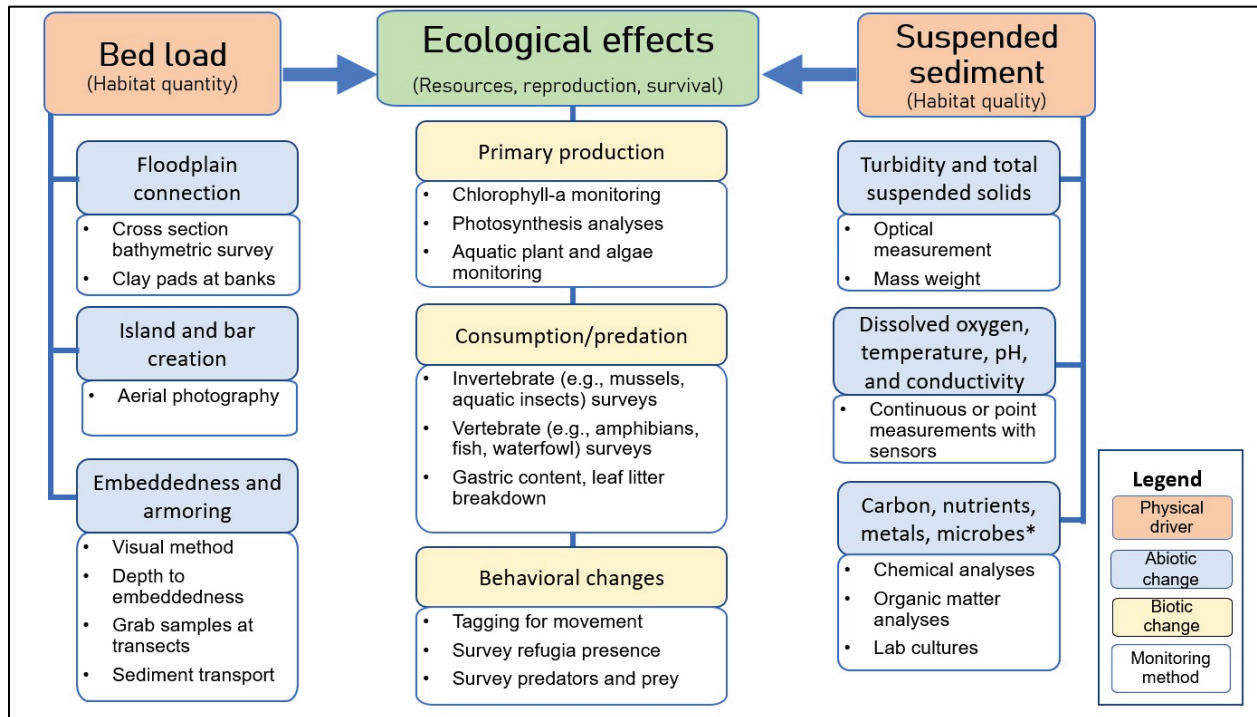 Bed load
(Habitat quantity)
Floodplain
connection
• Cross section
bathymetric survey
• Clay pads at banks
Island and bar
creation
• Aerial photography
Embeddedness and
armoring
• Visual method
• Depth to
embeddedness
• Grab samples at
transects
• Sediment transport
Ecological effects
(Resources, reproduction, survival)
Primary production
• Chlorophyll-a monitoring
• Photosynthesis analyses
• Aquatic plant and algae
monitoring
Consumption/predation
• Invertebrate (e.g., mussels,
aquatic insects) surveys
• Vertebrate (e.g., amphibians,
fish, waterfowl) surveys
• Gastric content, leaf litter
breakdown
Behavioral changes
• Tagging for movement
• Survey refugia presence
• Survey predators and prey
Suspended
sediment
(Habitat quality)
Turbidity and total
suspended solids
• Optical
measurement
• Mass weight
Dissolved oxygen,
temperature, pH,
and conductivity
• Continuous or point
measurements with
sensors
Carbon, nutrients,
metals, microbes*
• Chemical analyses
• Organic matter
analyses
• Lab cultures
Legend
Physical
driver
Abiotic
change
Biotic
change
Monitoring
method